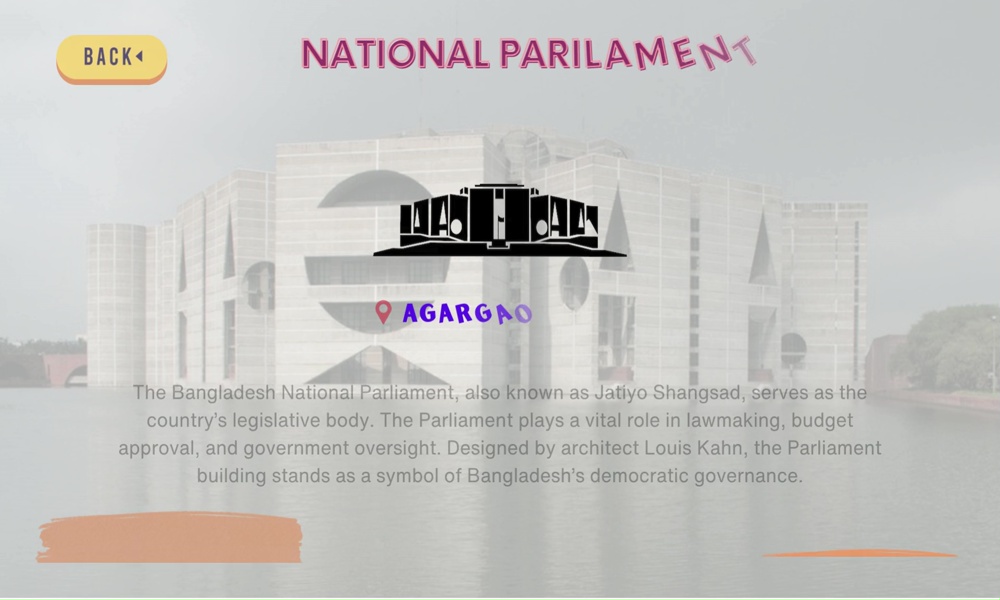 BACK
NATIONAL PARILAMENT
AGARGAO
The Bangladesh National Parliament, also known as Jatiyo Shangsad, serves as the
country's legislative body. The Parliament plays a vital role in lawmaking, budget
approval, and government oversight. Designed by architect Louis Kahn, the Parliament
building stands as a symbol of Bangladesh's democratic governance.